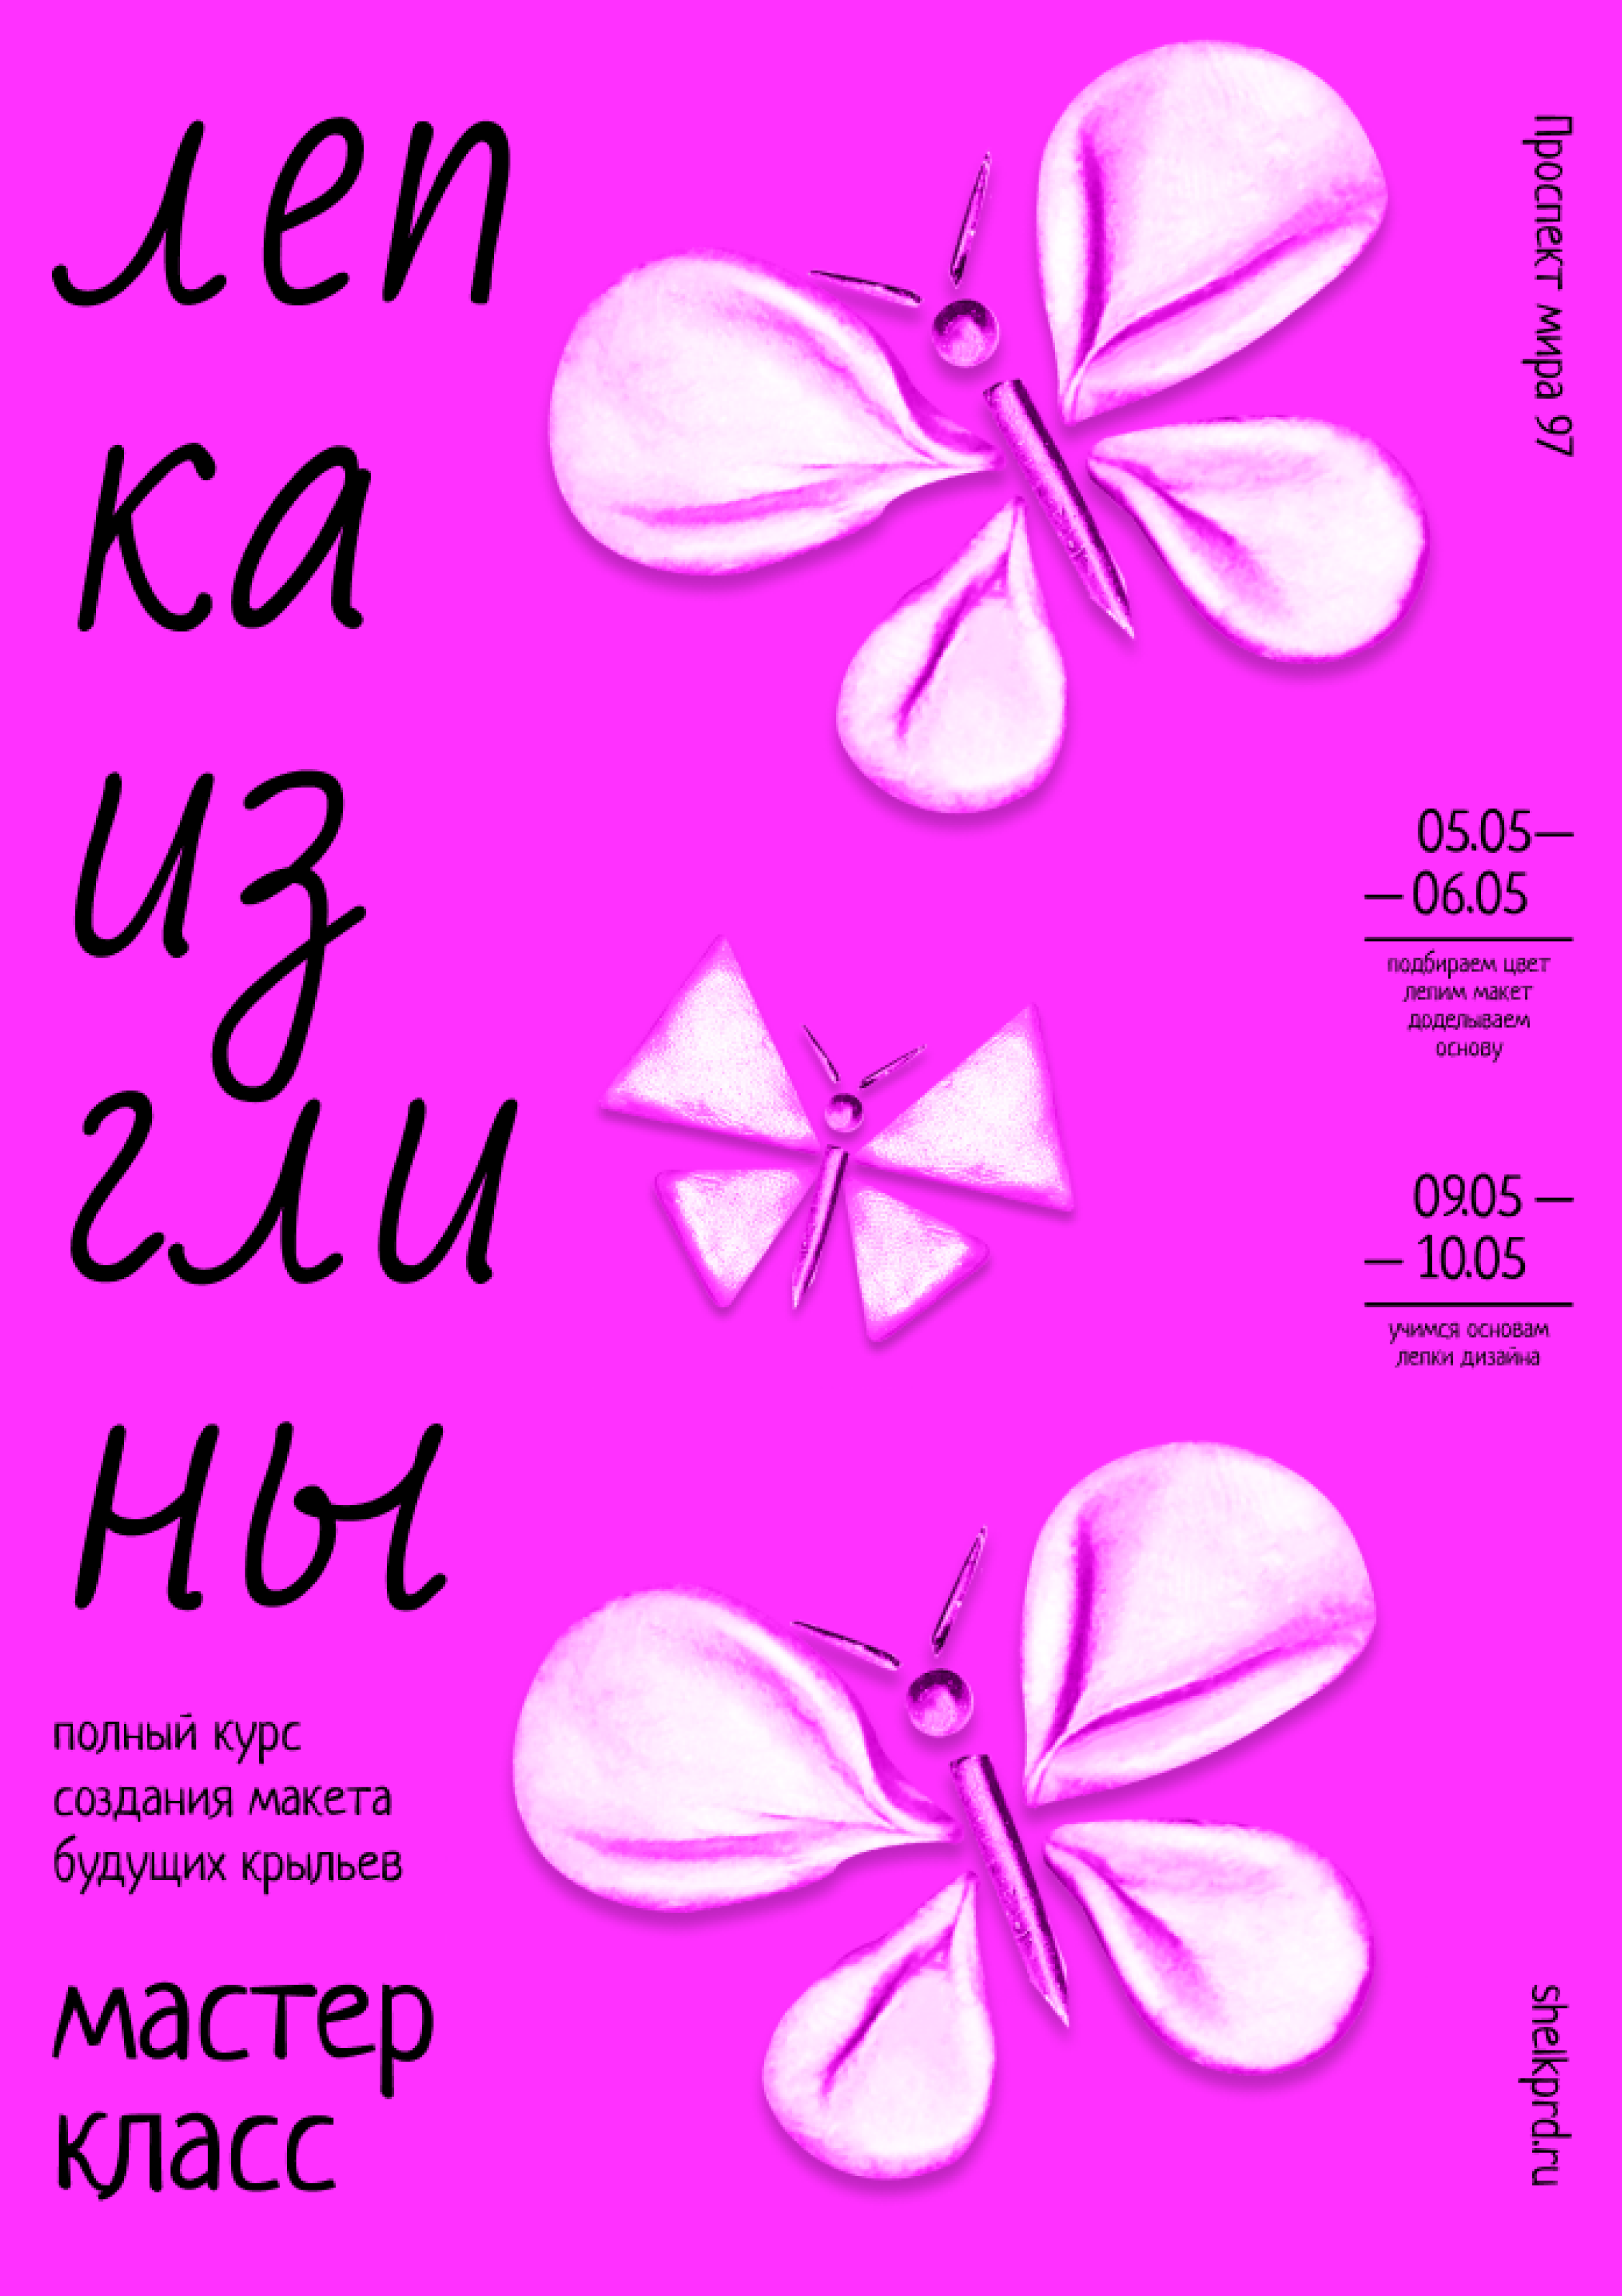 леп
ка
из
гли
ны
полный курс
создания макета
будущих крыльев
мастер
класс
Проспект мира 97
05.05—
—06.05
подбираем цвет
лепим макет
доделываем
основу
09.05 —
— 10.05
учимся основам
лепки дизайна
shelkprd.ru